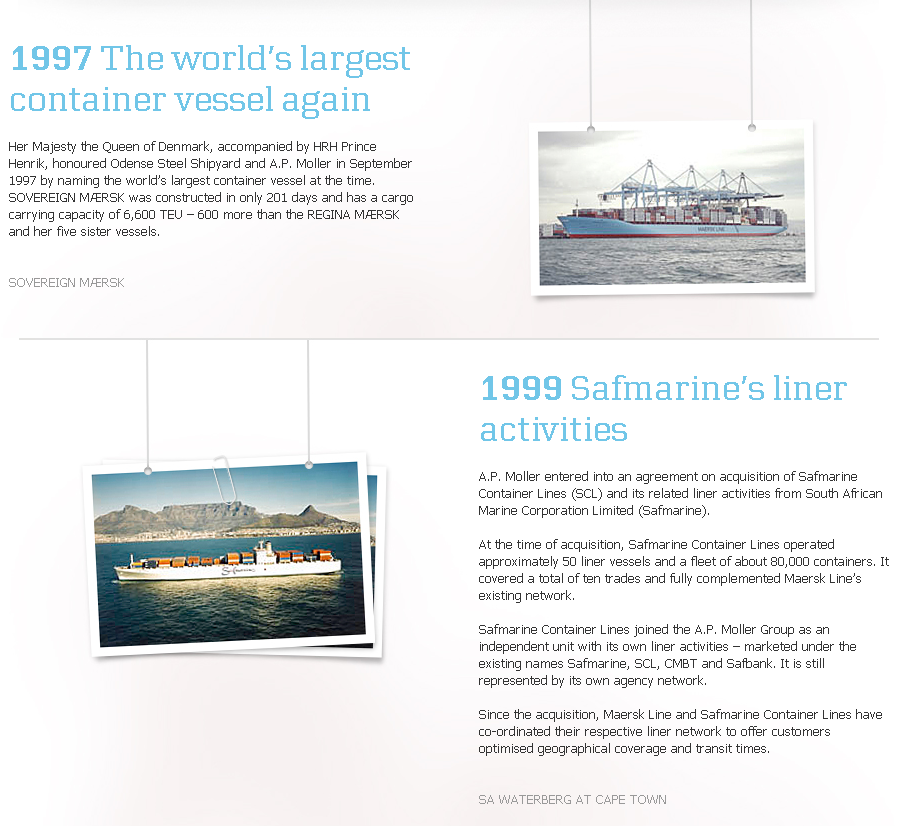 1997 The world's largest
container vessel again
Her Majesty the Queen of Denmark, accompanied by HRH Prince
Henrik, honoured Odense Steel Shipyard and A.P. Moller in September
1997 by naming the world's largest container vessel at the time.
SOVEREIGN MÆRSK was constructed in only 201 days and has a cargo
carrying capacity of 6,600 TEU – 600 more than the REGINA MÆRSK
and her five sister vessels.
SOVEREIGN MÆRSK
MAERSK LINE
1999 Safmarine's liner
activities
A.P. Moller entered into an agreement on acquisition of Safmarine
Container Lines (SCL) and its related liner activities from South African
Marine Corporation Limited (Safmarine).
At the time of acquisition, Safmarine Container Lines operated
approximately 50 liner vessels and a fleet of about 80,000 containers. It
covered a total of ten trades and fully complemented Maersk Line's
existing network.
Safmarine Container Lines joined the A.P. Moller Group as an
independent unit with its own liner activities – marketed under the
existing names Safmarine, SCL, CMBT and Safbank. It is still
represented by its own agency network.
Since the acquisition, Maersk Line and Safmarine Container Lines have
co-ordinated their respective liner network to offer customers
optimised geographical coverage and transit times.
SA WATERBERG AT CAPE TOWN
Safmarine